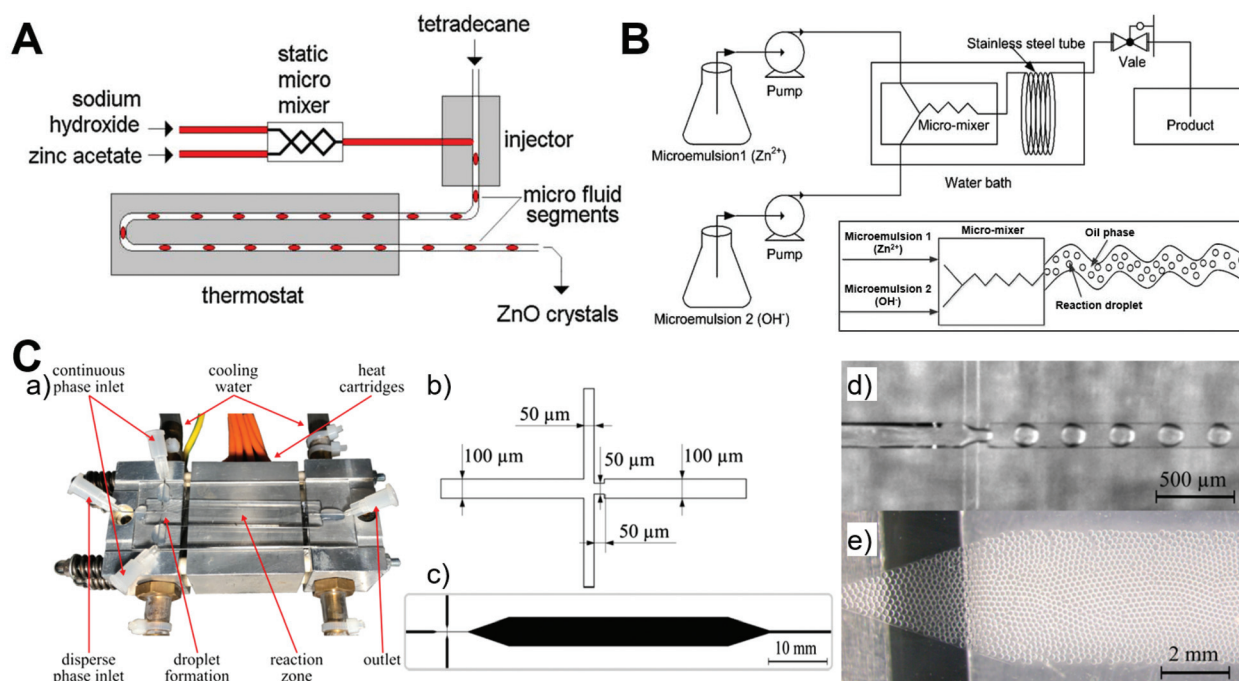 A
tetradecane
static
micro
mixer
sodium
hydroxide
zinc acetate
injector
micro fluid
segments
thermostat
ZnO crystals
B
Pump
Stainless steel tube
Vale
Micro-mixer
Product
Microemulsion1 (Zn²⁺)
Water bath
Pump
Microemulsion 2 (OH⁻)
Micro-mixer
Microemulsion 1
(Zn²⁺)
Oil phase
Microemulsion 2
(OH⁻)
Reaction droplet
C
a)
continuous
phase inlet
cooling
water
heat
cartridges
disperse
phase inlet
droplet
formation
reaction
zone
outlet
b)
50 µm
100 µm
50 µm
100 µm
50 µm
c)
10 mm
d)
500 µm
e)
2 mm